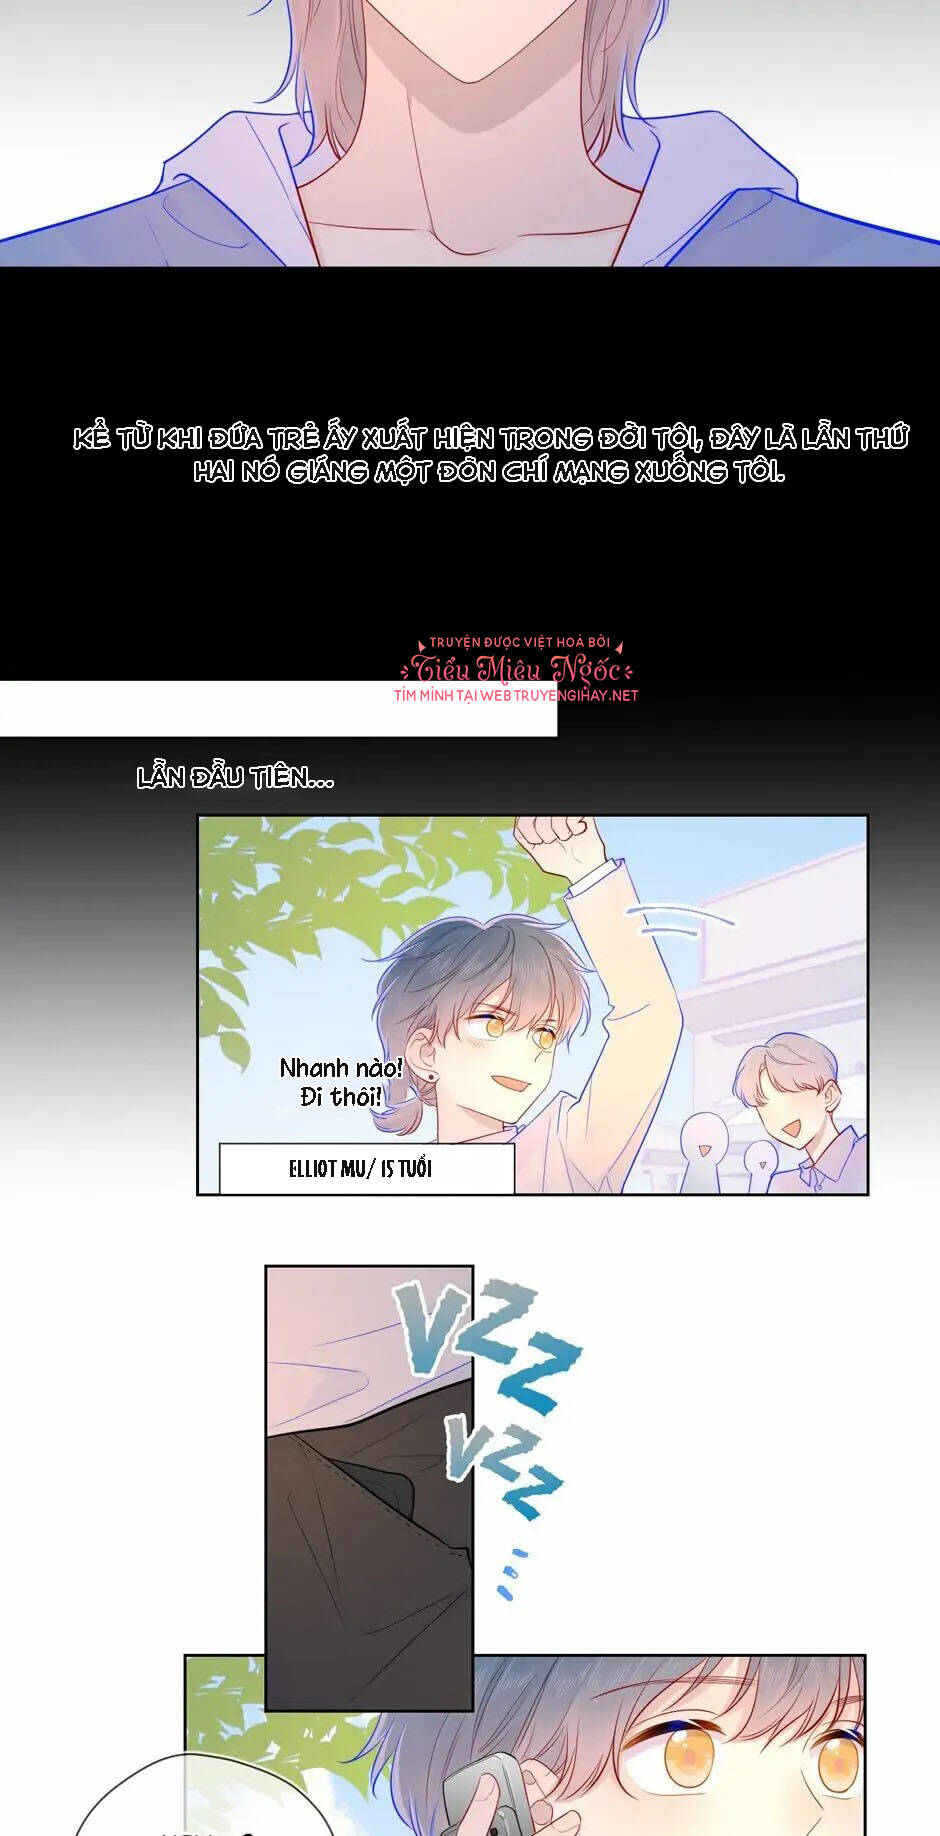 KỂ TỪ KHI ĐỨA TRẺ ẤY XUẤT HIỆN TRONG ĐỜI TÔI, ĐÂY LÀ LẦN THỨ
HAI NÓ GIÁNG MỘT ĐÒN CHÍ MẠNG XUỐNG TÔI.
TRUYỆN ĐƯỢC VIỆT HOÁ BỞI
Tiểu Miêu Ngốc
TÌM MÌNH TẠI WEBTRUYENGIHAY.NET
LẦN ĐẦU TIÊN...
Nhanh nào!
Đi thôi!
ELLIOT MU/ 15 TUỔI
VZZ
VZZ
...